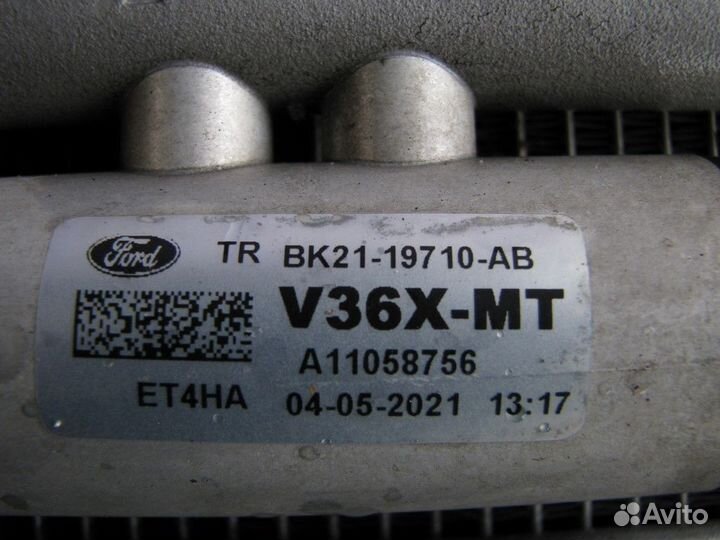 Ford TR BK21-19710-AB
V36X-MT
A11058756
ET4HA 04-05-2021 13:17
Avito